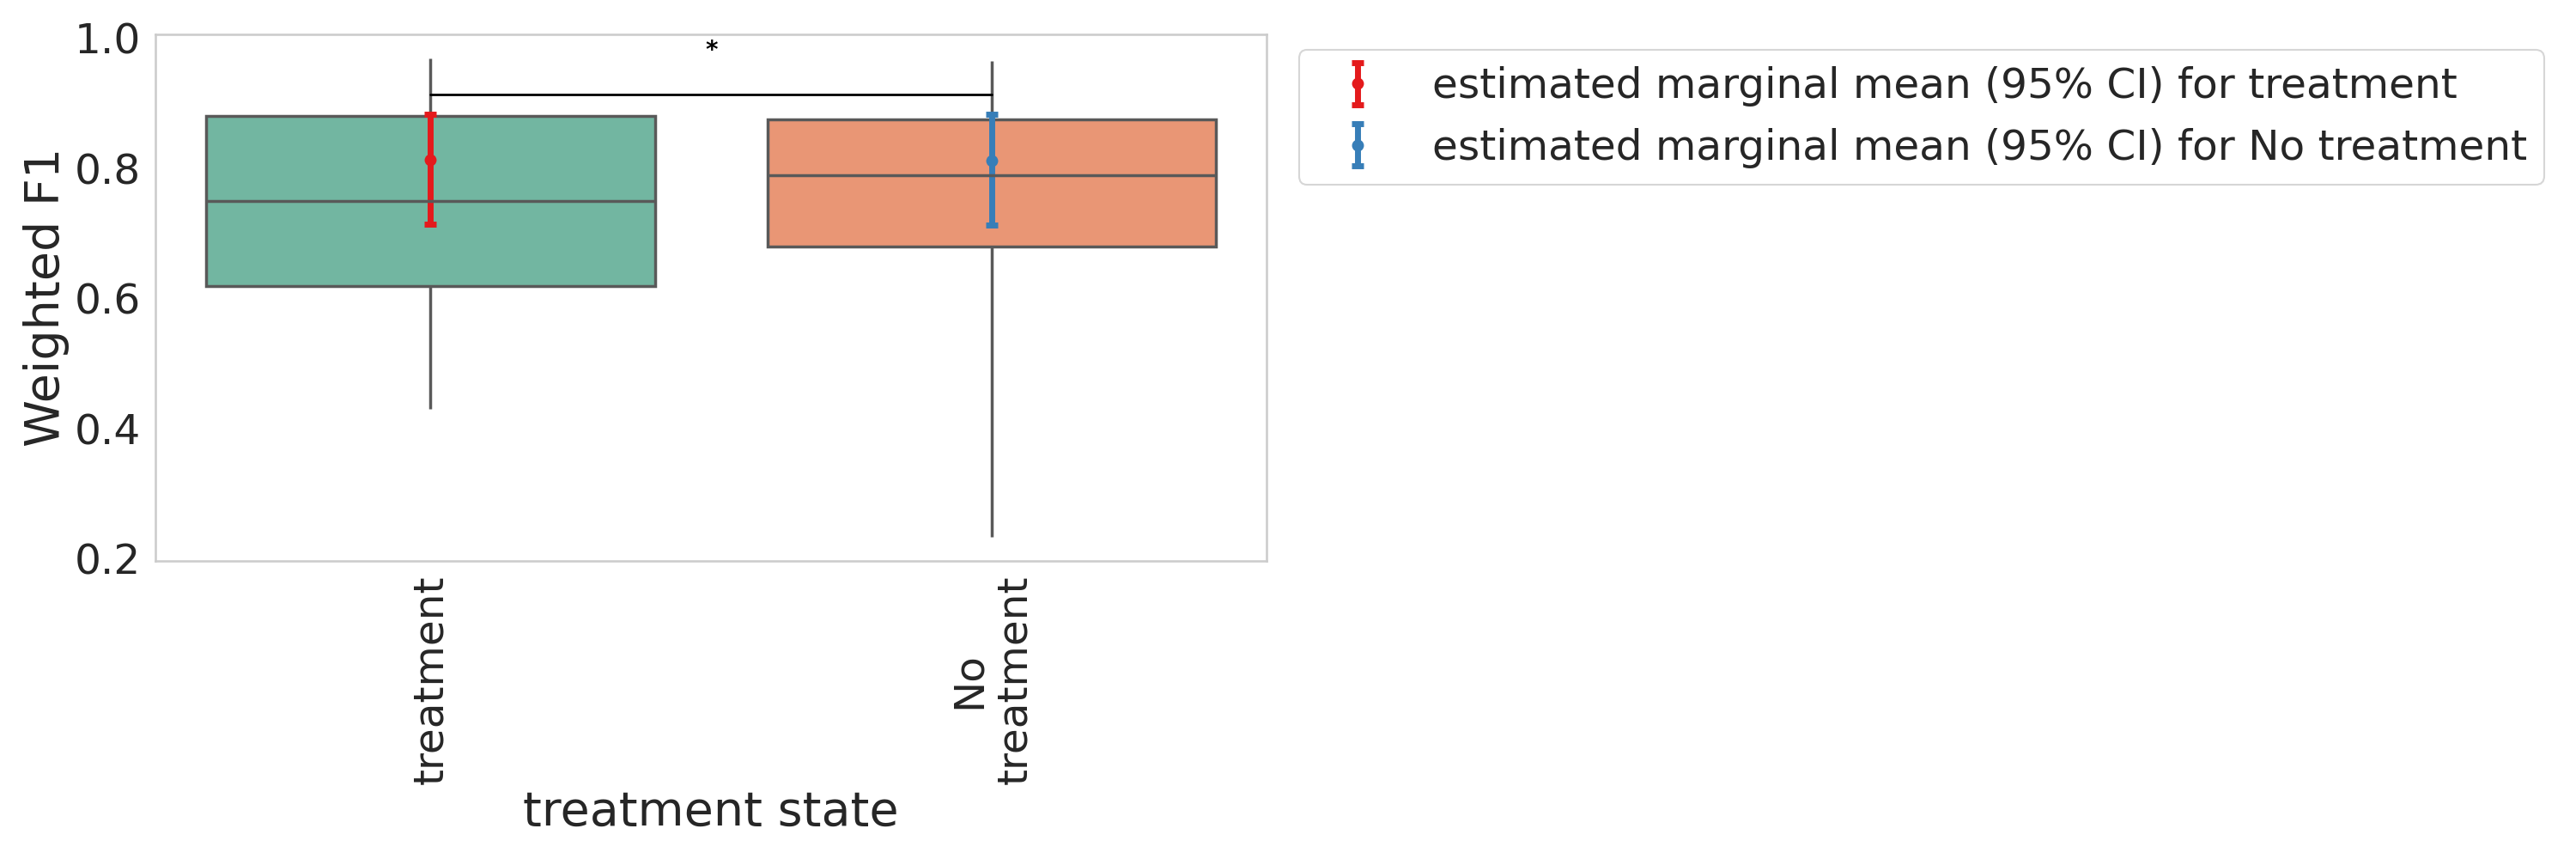 1.0
0.8
0.6
0.4
0.2
Weighted F1
*
treatment
No
treatment
treatment state
estimated marginal mean (95% CI) for treatment
estimated marginal mean (95% CI) for No treatment